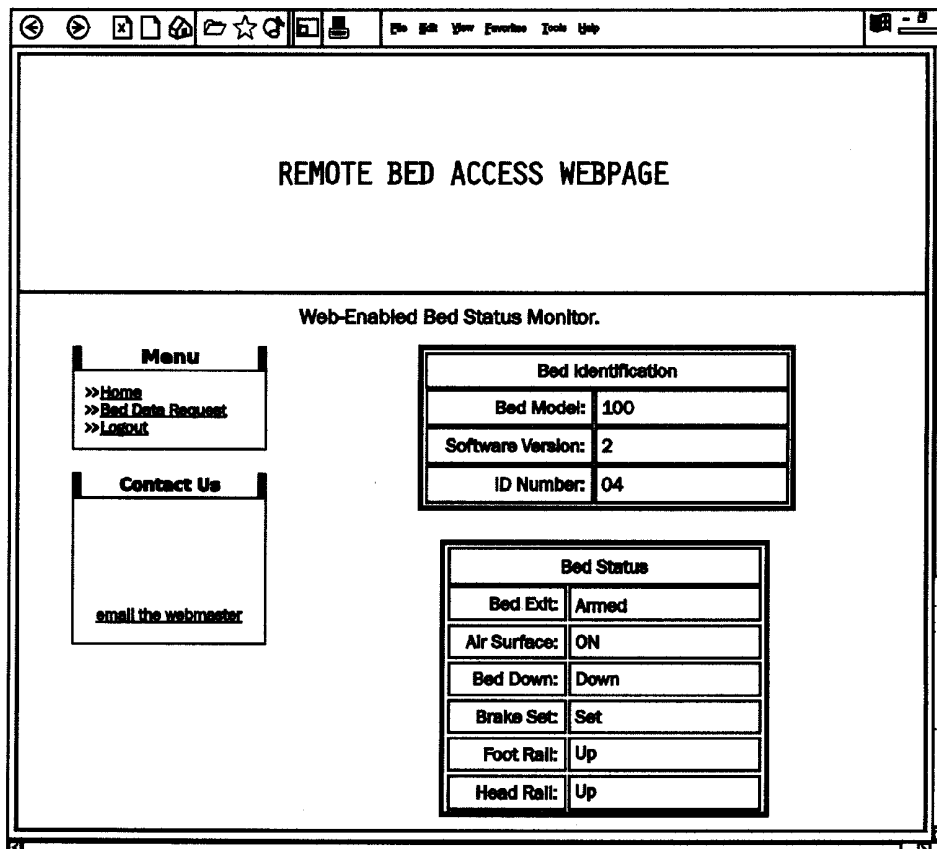 File Edit View Favorites Tools Help
REMOTE BED ACCESS WEBPAGE
Web-Enabled Bed Status Monitor.
Menu
>>Home
>>Bed Data Request
>>Logout
Contact Us
email the webmaster
Bed Identification
Bed Model: 100
Software Version: 2
ID Number: 04
Bed Status
Bed Exit: Armed
Air Surface: ON
Bed Down: Down
Brake Set: Set
Foot Rail: Up
Head Rail: Up